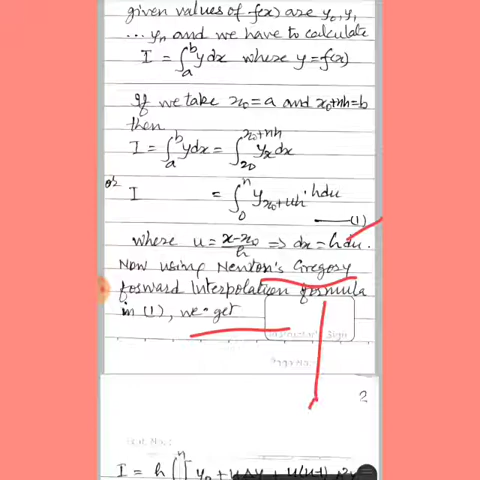 given values of f(x) are y₀, y₁
... yₙ and we have to calculate
I = ∫ₐᵇ y dx where y = f(x)
If we take x₀ = a and x₀+nh = b
then
I = ∫ₐᵇ y dx = ∫_{x₀}^{x₀+nh} yₓ dx
or I = ∫₀ⁿ y_{x₀+uh} · h du
—(1)
where u = (x-x₀)/h => dx = h du.
Now using Newton's Gregory
forward Interpolation formula
in (1), we get
2
I = h ∫₀ⁿ [ y₀ + uΔy₀ + u(u-1)